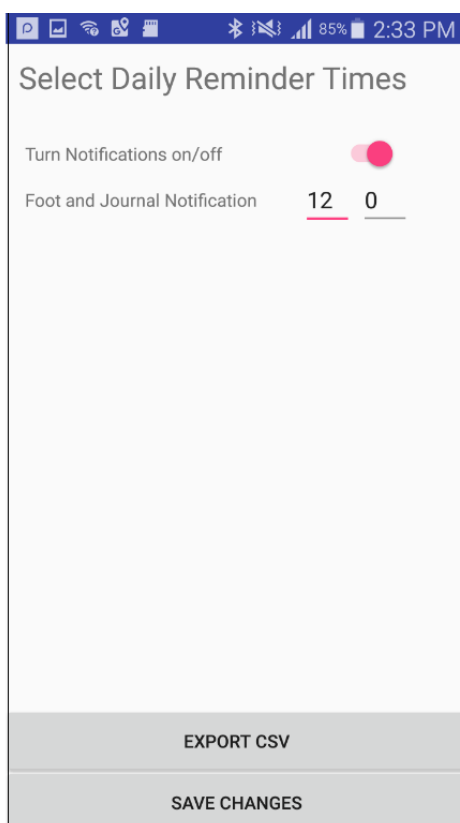 85% 2:33 PM
Select Daily Reminder Times
Turn Notifications on/off
Foot and Journal Notification 12 0
EXPORT CSV
SAVE CHANGES